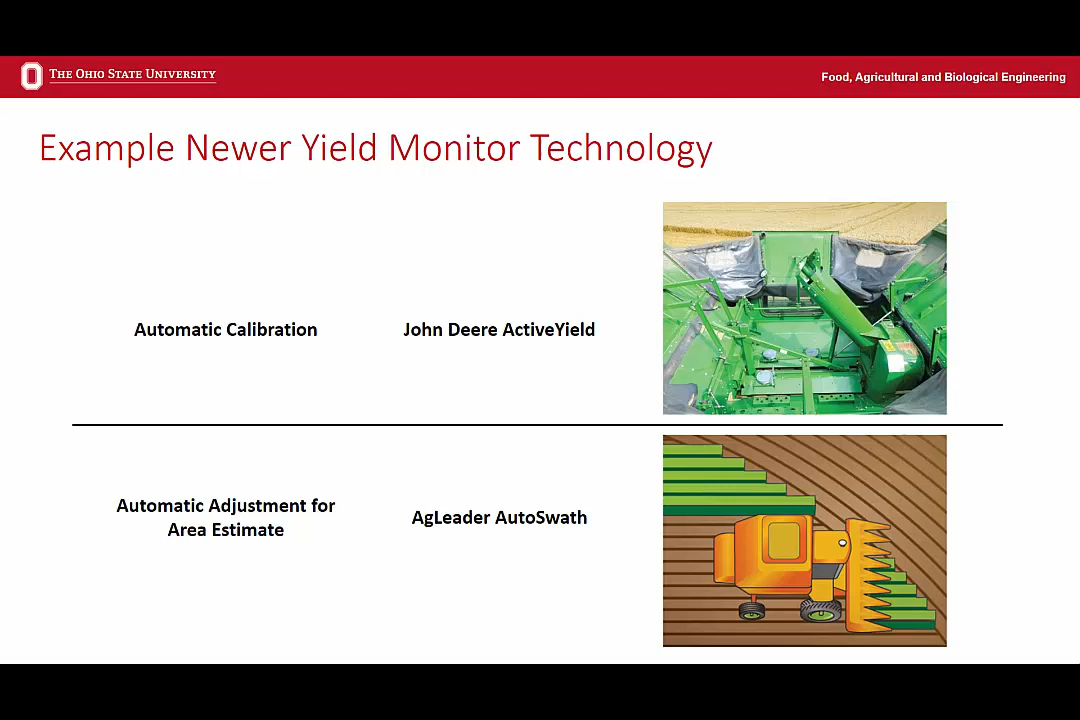 The Ohio State University
Food, Agricultural and Biological Engineering
Example Newer Yield Monitor Technology
Automatic Calibration
John Deere ActiveYield
Automatic Adjustment for
Area Estimate
AgLeader AutoSwath